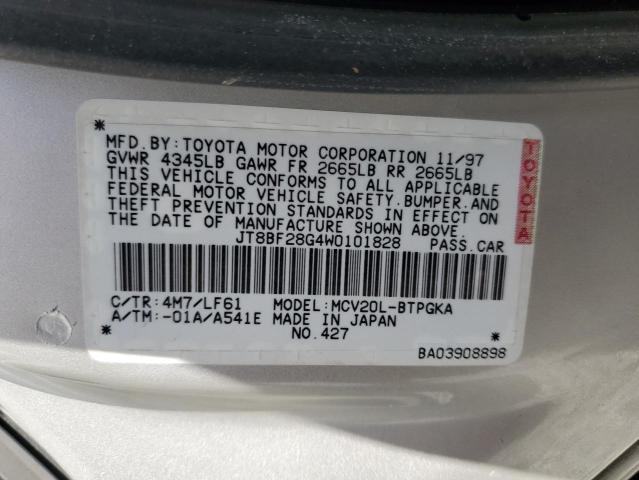 MFD. BY: TOYOTA MOTOR CORPORATION 11/97
GVWR 4345LB GAWR FR 2665LB RR 2665LB
THIS VEHICLE CONFORMS TO ALL APPLICABLE
FEDERAL MOTOR VEHICLE SAFETY.BUMPER.AND
THEFT PREVENTION STANDARDS IN EFFECT ON
THE DATE OF MANUFACTURE SHOWN ABOVE.
JT8BF28G4W0101828 PASS.CAR
C/TR: 4M7/LF61 MODEL: MCV20L-BTPGKA
A/TM: -01A/A541E MADE IN JAPAN
NO. 427
BA03908898
TOYOTA